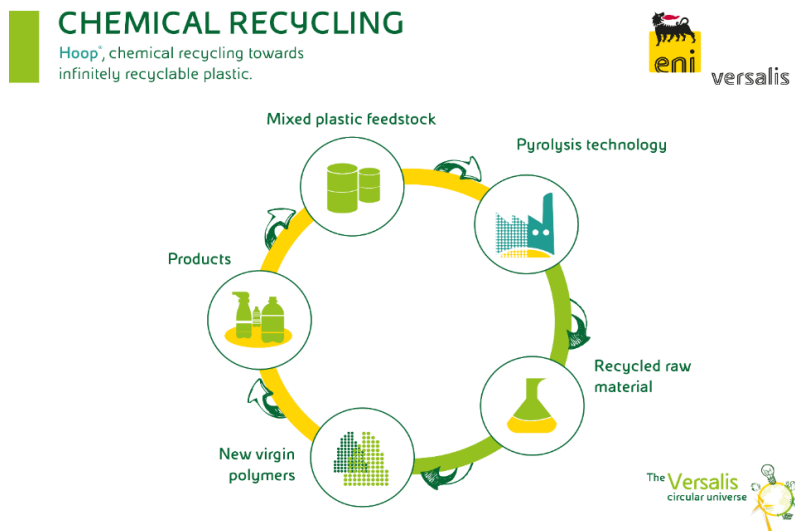 CHEMICAL RECYCLING
Hoop®, chemical recycling towards
infinitely recyclable plastic.
eni
versalis
Mixed plastic feedstock
Pyrolysis technology
Products
Recycled raw
material
New virgin
polymers
The Versalis
circular universe